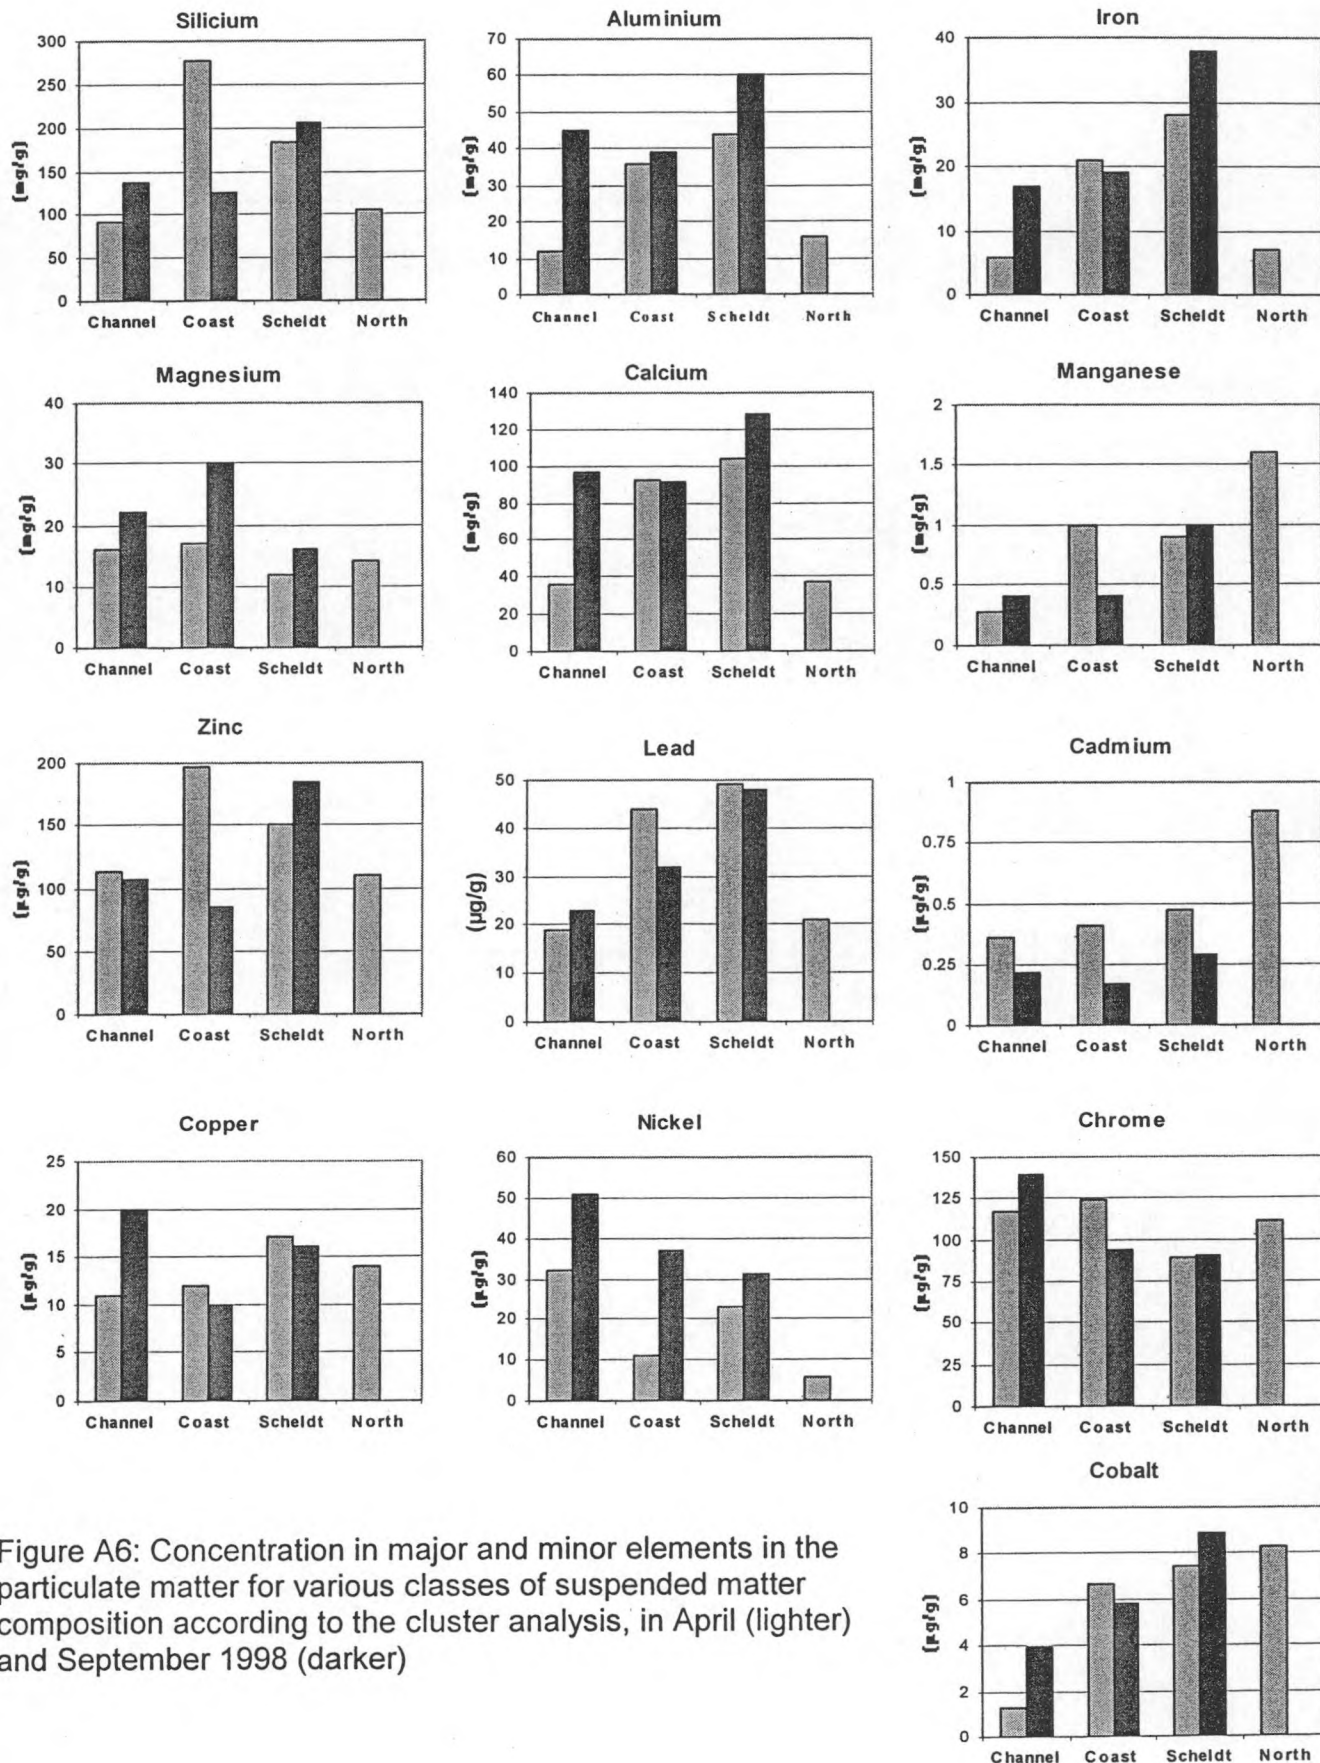 Silicium
300
250
200
150
100
50
0
(mg/g)
Channel Coast Scheldt North
Aluminium
70
60
50
40
30
20
10
0
(mg/g)
Channel Coast Scheldt North
Iron
40
30
20
10
0
(mg/g)
Channel Coast Scheldt North
Magnesium
40
30
20
10
0
(mg/g)
Channel Coast Scheldt North
Calcium
140
120
100
80
60
40
20
0
(mg/g)
Channel Coast Scheldt North
Manganese
2
1.5
1
0.5
0
(mg/g)
Channel Coast Scheldt North
Zinc
200
150
100
50
0
(µg/g)
Channel Coast Scheldt North
Lead
50
40
30
20
10
0
(µg/g)
Channel Coast Scheldt North
Cadmium
1
0.75
0.5
0.25
0
(µg/g)
Channel Coast Scheldt North
Copper
25
20
15
10
5
0
(µg/g)
Channel Coast Scheldt North
Nickel
60
50
40
30
20
10
0
(µg/g)
Channel Coast Scheldt North
Chrome
150
125
100
75
50
25
0
(µg/g)
Channel Coast Scheldt North
Cobalt
10
8
6
4
2
0
(µg/g)
Channel Coast Scheldt North
Figure A6: Concentration in major and minor elements in the
particulate matter for various classes of suspended matter
composition according to the cluster analysis, in April (lighter)
and September 1998 (darker)